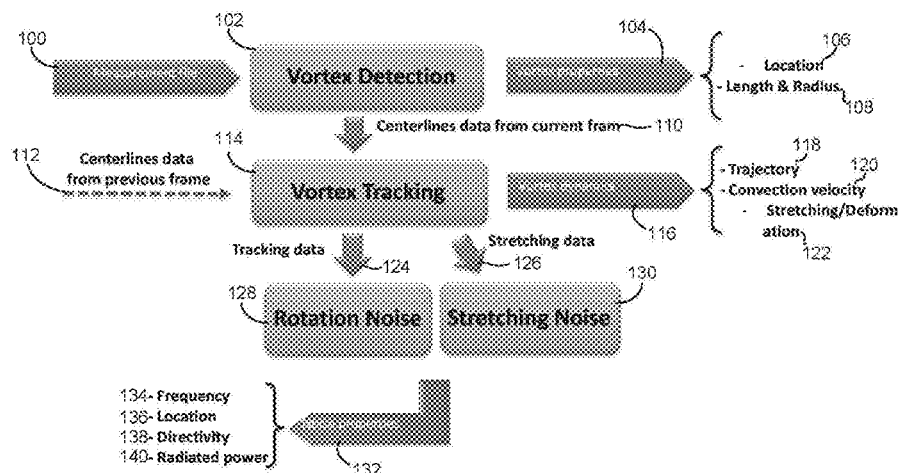 100
102
104
106
Vortex Detection
- Location
- Length & Radius
108
Centerlines data from current fram
110
112
114
Centerlines data
from previous frame
Vortex Tracking
118
120
- Trajectory
- Convection velocity
- Stretching/Deform
ation
116
122
Tracking data
Stretching data
124
126
128
130
Rotation Noise
Stretching Noise
134- Frequency
136- Location
138- Directivity
140- Radiated power
132